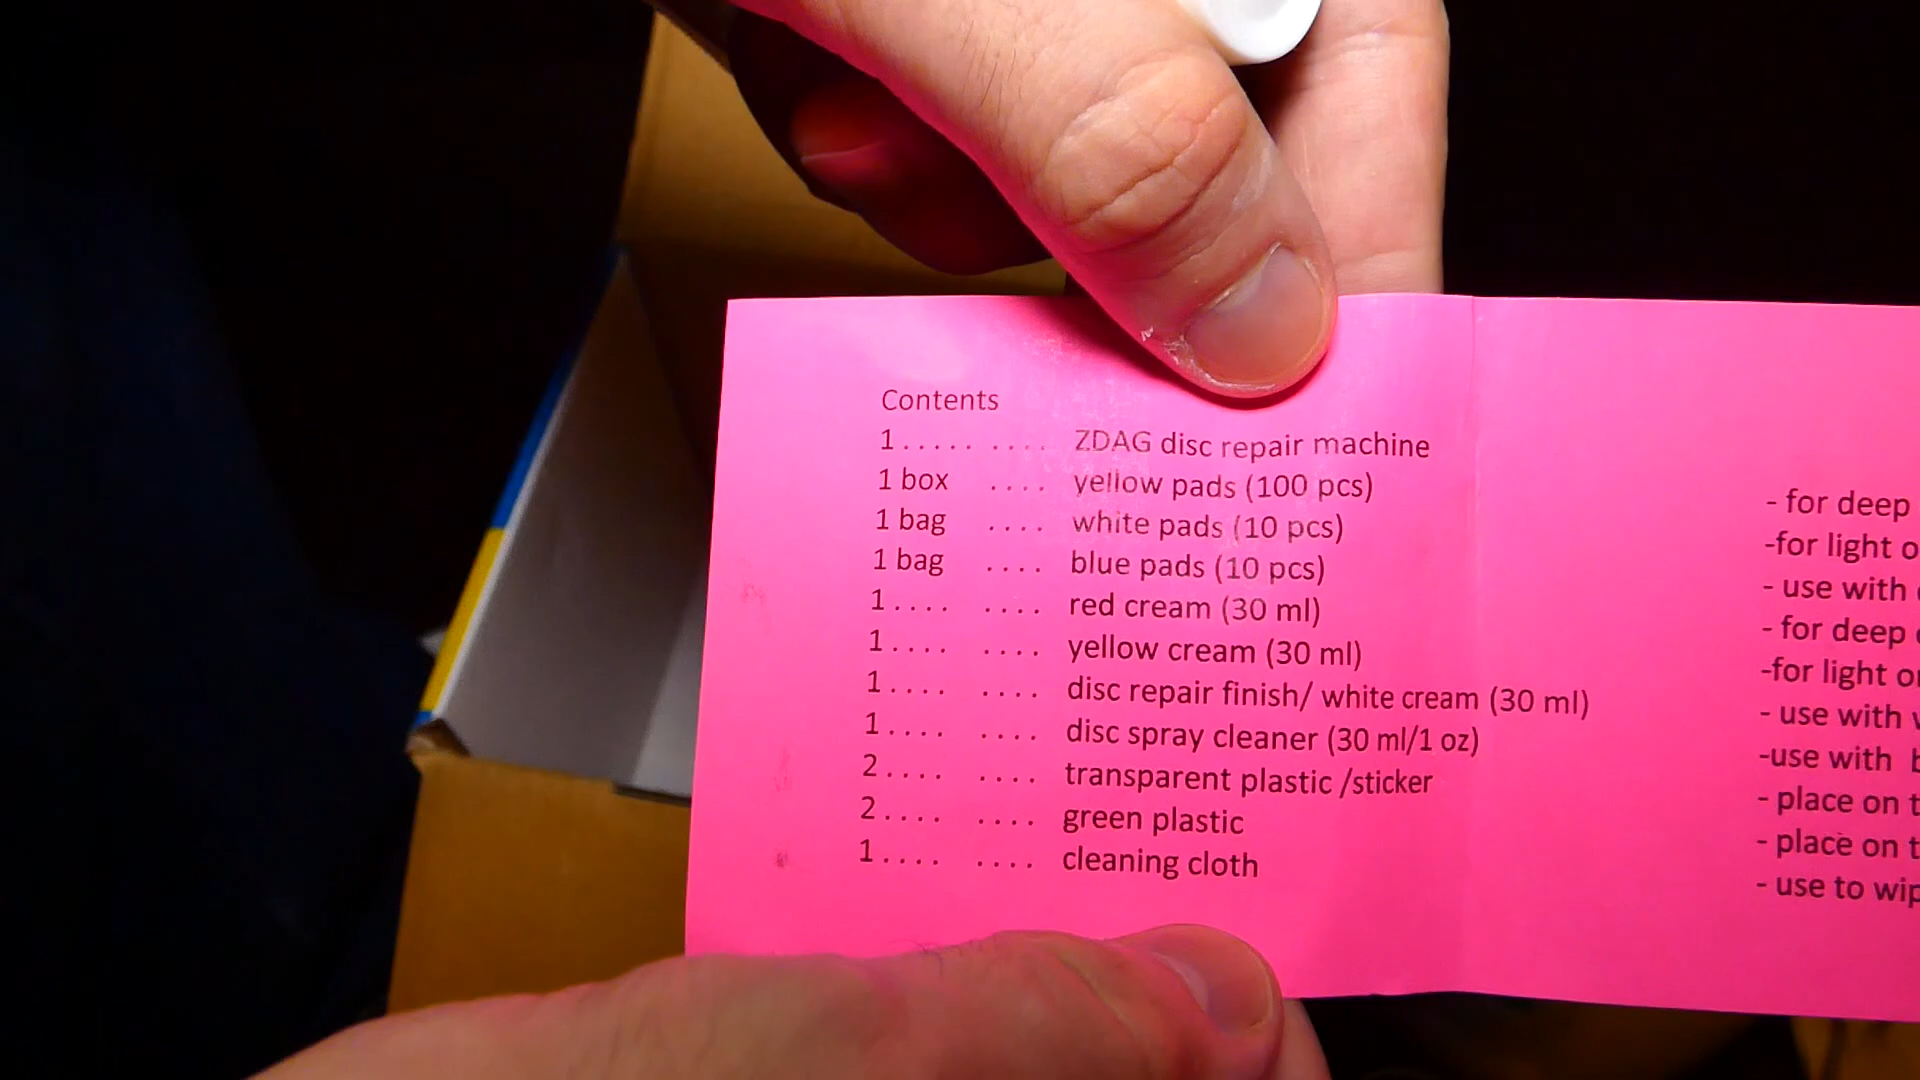 Contents
1 ..... .... ZDAG disc repair machine
1 box .... yellow pads (100 pcs)
1 bag .... white pads (10 pcs)
1 bag .... blue pads (10 pcs)
1 .... .... red cream (30 ml)
1 .... .... yellow cream (30 ml)
1 .... .... disc repair finish/ white cream (30 ml)
1 .... .... disc spray cleaner (30 ml/1 oz)
2 .... .... transparent plastic /sticker
2 .... .... green plastic
1 .... .... cleaning cloth
- for deep
-for light
- use with
- for deep
-for light
- use with
-use with
- place on
- place on
- use to